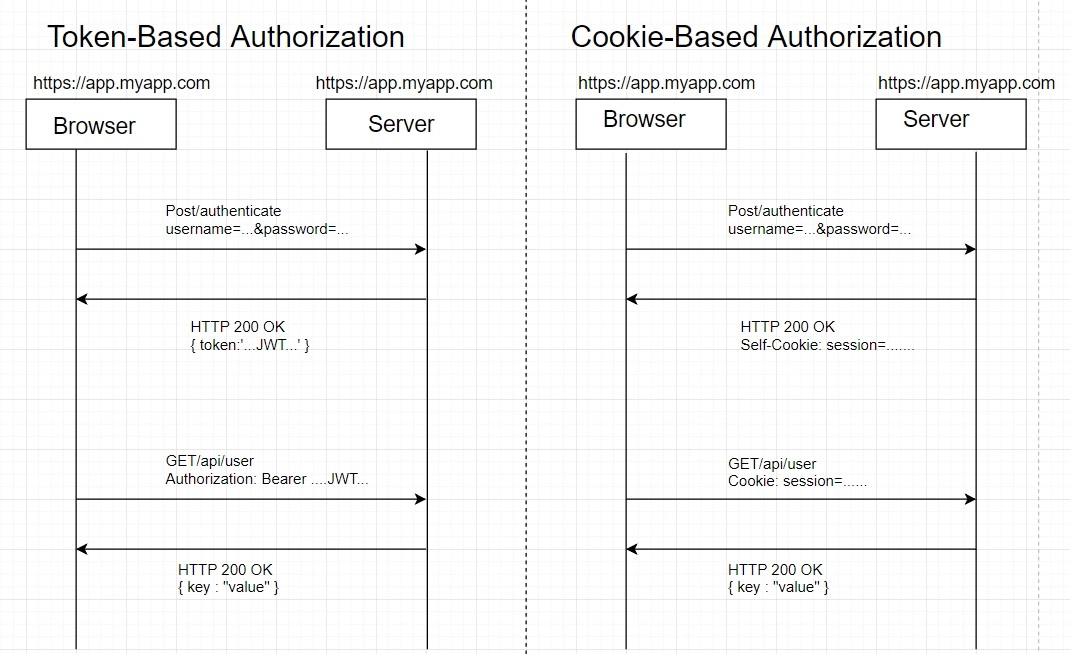 Token-Based Authorization
https://app.myapp.com
https://app.myapp.com
Browser
Server
Post/authenticate
username=...&password=...
HTTP 200 OK
{ token:'...JWT...' }
GET/api/user
Authorization: Bearer ....JWT...
HTTP 200 OK
{ key : "value" }
Cookie-Based Authorization
https://app.myapp.com
https://app.myapp.com
Browser
Server
Post/authenticate
username=...&password=...
HTTP 200 OK
Self-Cookie: session=.......
GET/api/user
Cookie: session=......
HTTP 200 OK
{ key : "value" }